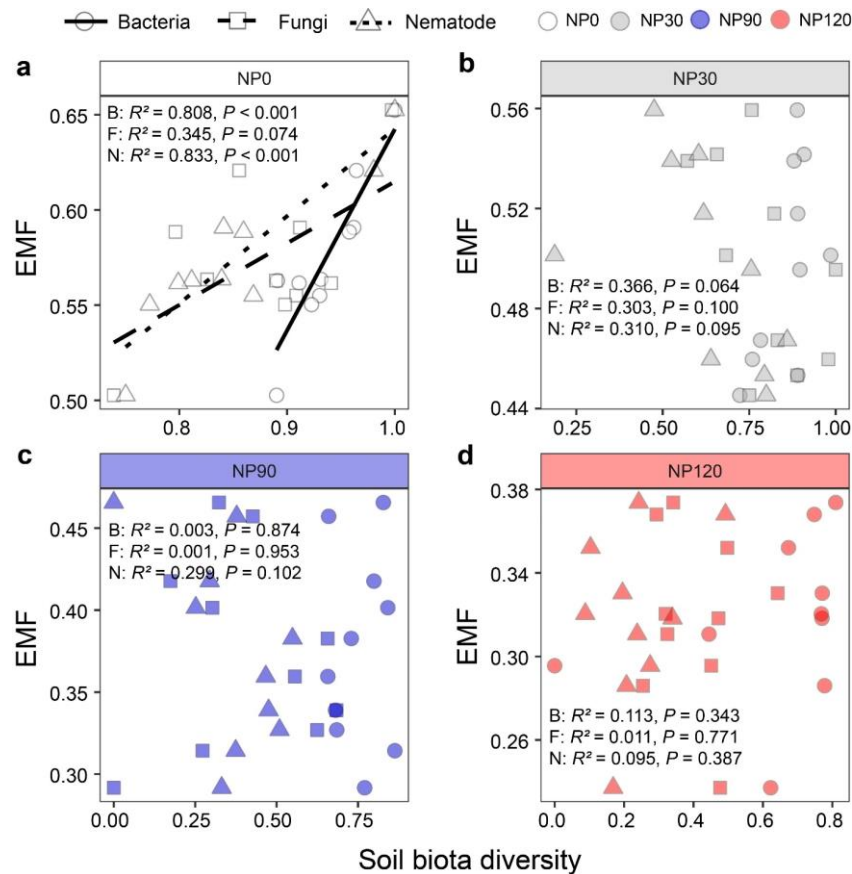 Bacteria Fungi Nematode NP0 NP30 NP90 NP120
a
NP0
B: R² = 0.808, P < 0.001
F: R² = 0.345, P = 0.074
N: R² = 0.833, P < 0.001
0.65
0.60
0.55
0.50
EMF
0.8 0.9 1.0
b
NP30
B: R² = 0.366, P = 0.064
F: R² = 0.303, P = 0.100
N: R² = 0.310, P = 0.095
0.56
0.52
0.48
0.44
EMF
0.25 0.50 0.75 1.00
c
NP90
B: R² = 0.003, P = 0.874
F: R² = 0.001, P = 0.953
N: R² = 0.299, P = 0.102
0.45
0.40
0.35
0.30
EMF
0.00 0.25 0.50 0.75
d
NP120
B: R² = 0.113, P = 0.343
F: R² = 0.011, P = 0.771
N: R² = 0.095, P = 0.387
0.38
0.34
0.30
0.26
EMF
0.0 0.2 0.4 0.6 0.8
Soil biota diversity